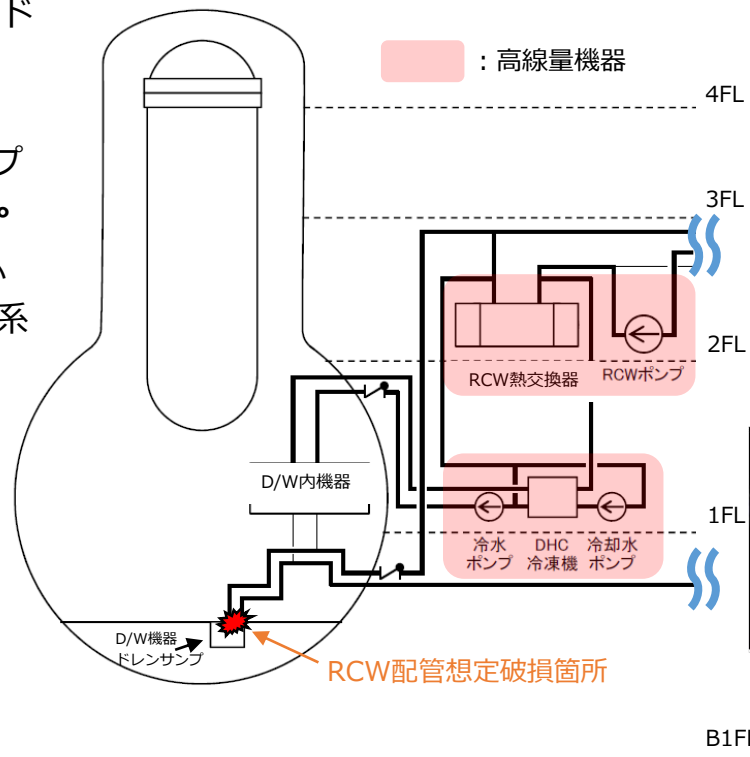 ド
：高線量機器
4FL
プ
3FL
。
、
系
2FL
RCW熱交換器
RCWポンプ
D/W内機器
1FL
冷水
ポンプ
DHC
冷凍機
冷却水
ポンプ
D/W機器
ドレンサンプ
RCW配管想定破損箇所
B1F